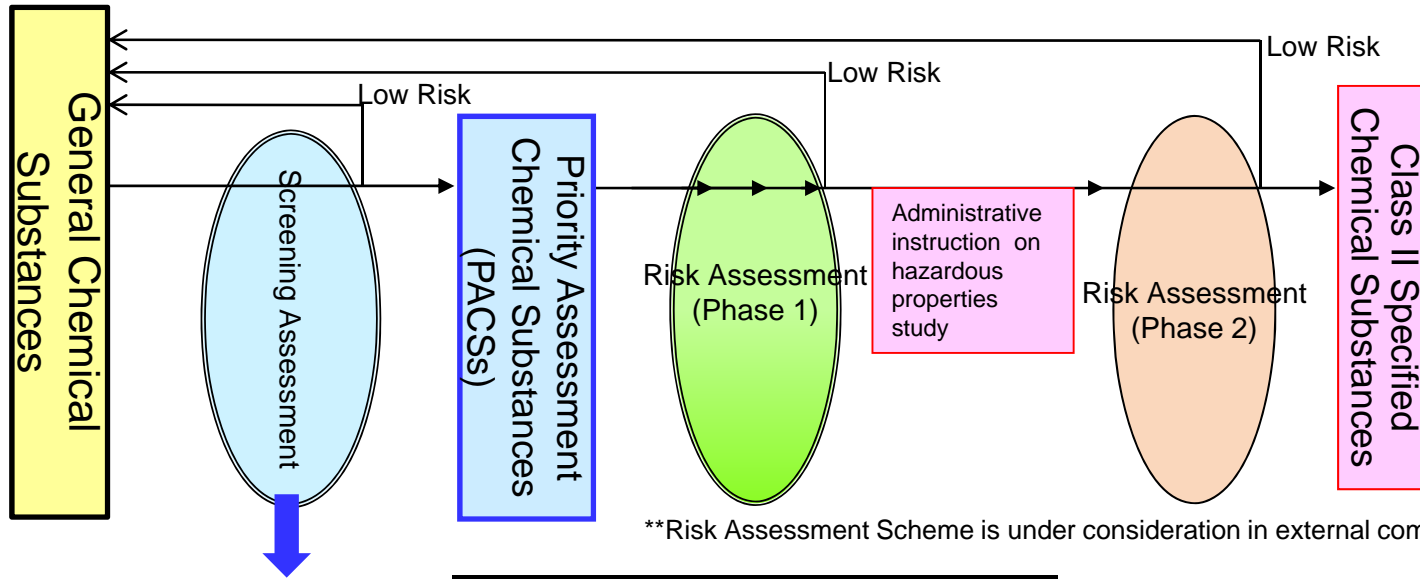 General Chemical
Substances
Low Risk
Screening Assessment
Priority Assessment
Chemical Substances
(PACSs)
Low Risk
Risk Assessment
(Phase 1)
Administrative
instruction on
hazardous
properties
study
Low Risk
Risk Assessment
(Phase 2)
Class II Specified
Chemical Substances
**Risk Assessment Scheme is under consideration in external com